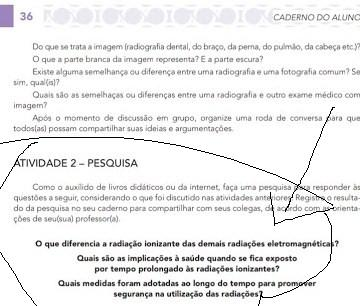 36
CADERNO DO ALUNO
Do que se trata a imagem (radiografia dental, do braço, da perna, do pulmão, da cabeça etc.)?
O que a parte branca da imagem representa? E a parte escura?
Existe alguma semelhança ou diferença entre uma radiografia e uma fotografia comum? Se
sim, qual(is)?
Quais são as semelhaças ou diferenças entre uma radiografia e outro exame médico com
imagem?
Após o momento de discussão em grupo, organize uma roda de conversa para que
todos(as) possam compartilhar suas ideias e argumentações.
ATIVIDADE 2 – PESQUISA
Como o auxílido de livros didáticos ou da internet, faça uma pesquisa para responder às
questões a seguir, considerando o que foi discutido nas atividades anteriores. Registre o resulta-
do da pesquisa no seu caderno para compartilhar com seus colegas, de acordo com as orienta-
ções de seu(sua) professor(a).
O que diferencia a radiação ionizante das demais radiações eletromagnéticas?
Quais são as implicações à saúde quando se fica exposto
por tempo prolongado às radiações ionizantes?
Quais medidas foram adotadas ao longo do tempo para promover
segurança na utilização das radiações?